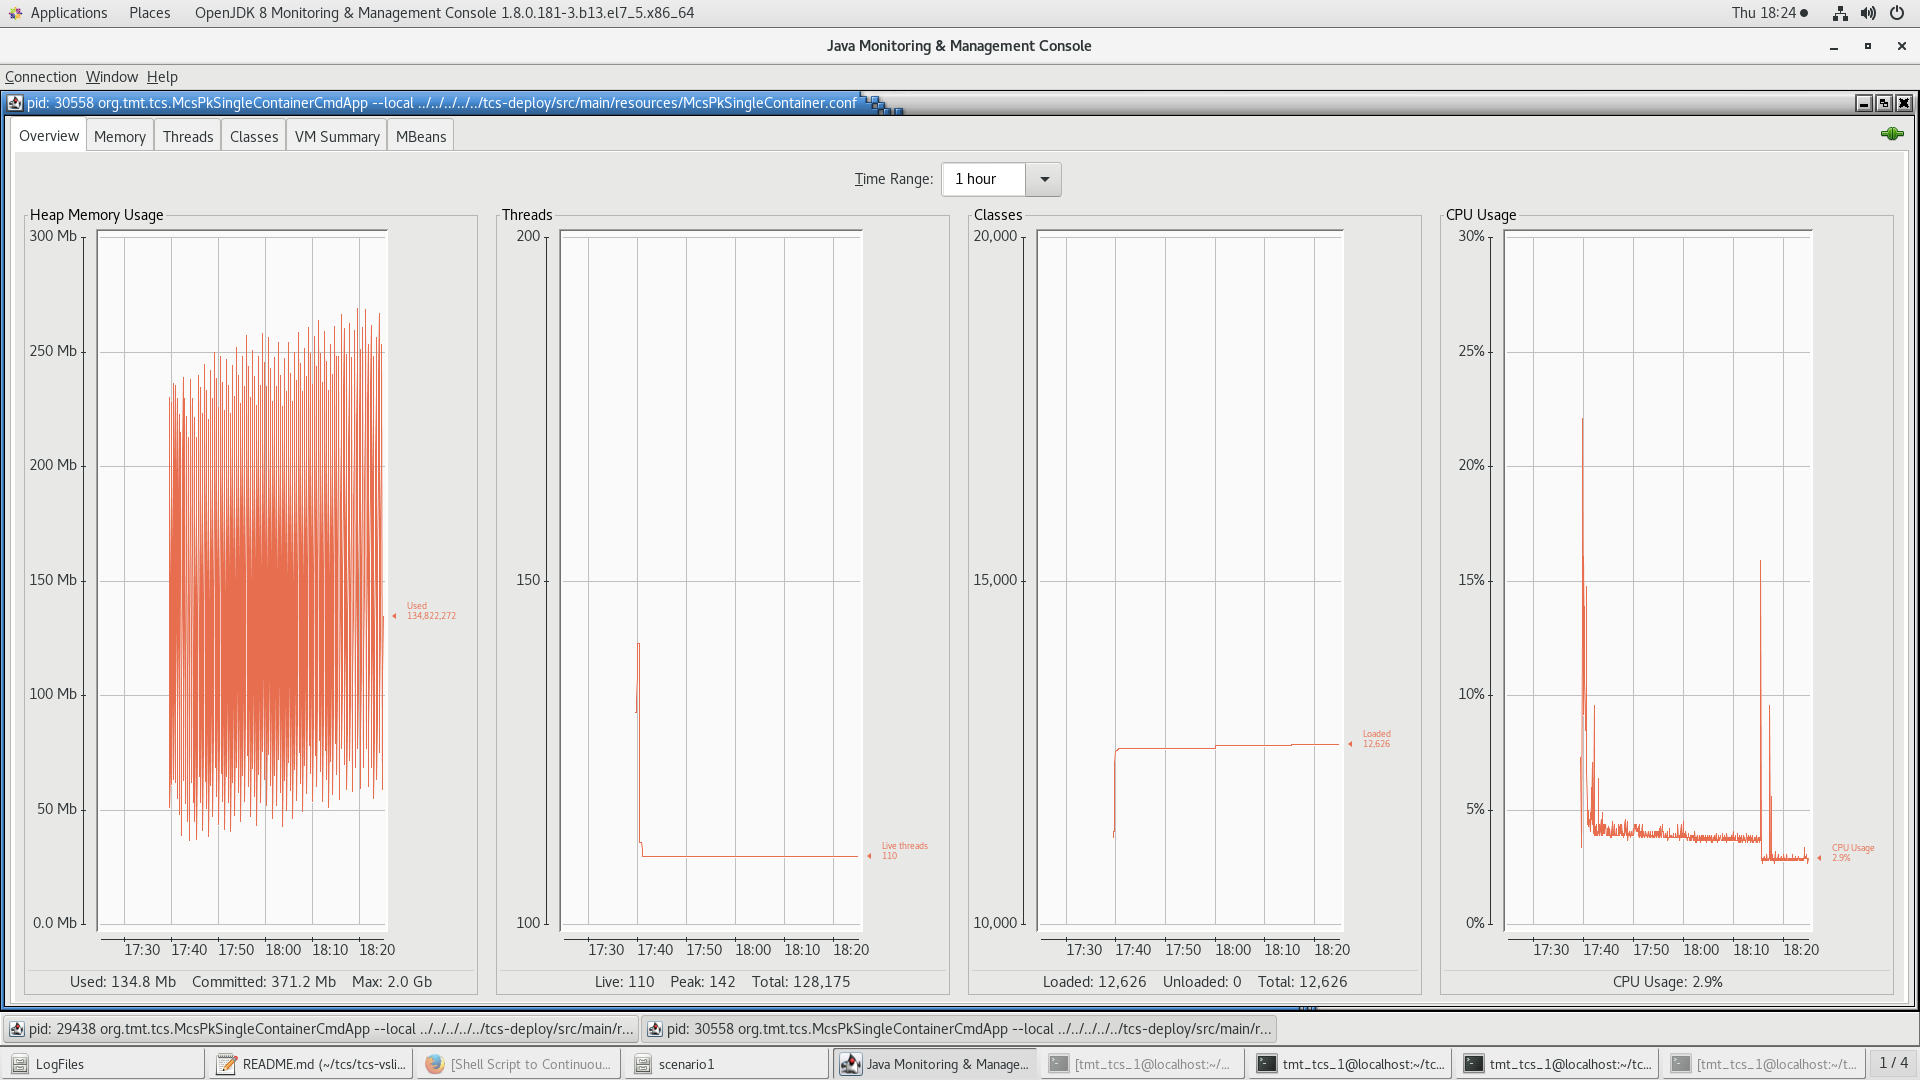 Applications Places OpenJDK 8 Monitoring & Management Console 1.8.0.181-3.b13.el7_5.x86_64 Thu 18:24
Java Monitoring & Management Console
Connection Window Help
pid: 30558 org.tmt.tcs.McsPkSingleContainerCmdApp --local ../../../../../tcs-deploy/src/main/resources/McsPkSingleContainer.conf
Overview Memory Threads Classes VM Summary MBeans
Time Range: 1 hour
Heap Memory Usage
300 Mb
250 Mb
200 Mb
150 Mb
100 Mb
50 Mb
0.0 Mb
Used
134,822,272
17:30 17:40 17:50 18:00 18:10 18:20
Used: 134.8 Mb Committed: 371.2 Mb Max: 2.0 Gb
Threads
200
150
100
Live threads
110
17:30 17:40 17:50 18:00 18:10 18:20
Live: 110 Peak: 142 Total: 128,175
Classes
20,000
15,000
10,000
Loaded
12,626
17:30 17:40 17:50 18:00 18:10 18:20
Loaded: 12,626 Unloaded: 0 Total: 12,626
CPU Usage
30%
25%
20%
15%
10%
5%
0%
CPU Usage
2.9%
17:30 17:40 17:50 18:00 18:10 18:20
CPU Usage: 2.9%
pid: 29438 org.tmt.tcs.McsPkSingleContainerCmdApp --local ../../../../../tcs-deploy/src/main/r... pid: 30558 org.tmt.tcs.McsPkSingleContainerCmdApp --local ../../../../../tcs-deploy/src/main/r...
LogFiles README.md (~/tcs/tcs-vsli... [Shell Script to Continuou... scenario1 Java Monitoring & Manage... [tmt_tcs_1@localhost:~/... tmt_tcs_1@localhost:~/tc... tmt_tcs_1@localhost:~/tc... [tmt_tcs_1@localhost:~/t... 1 / 4